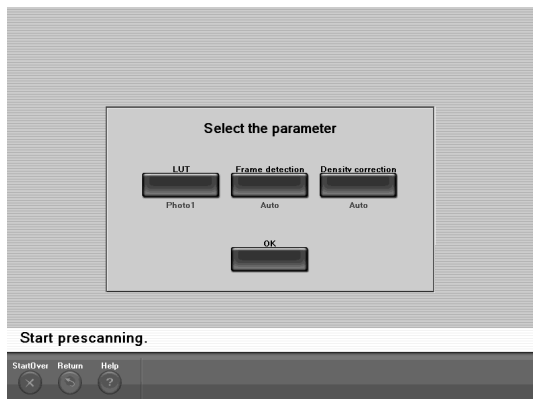 Select the parameter
LUT Frame detection Density correction
Photo1 Auto Auto
OK
Start prescanning.
StartOver Return Help
?